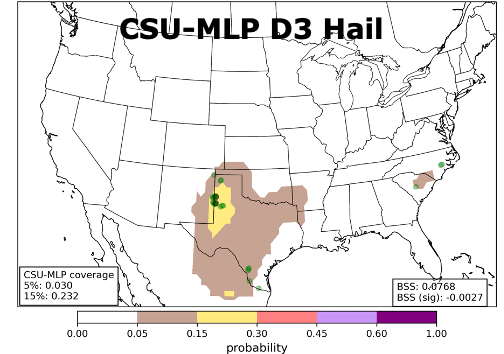 CSU-MLP D3 Hail
CSU-MLP coverage
5%: 0.030
15%: 0.232
BSS: 0.0768
BSS (sig): -0.0027
0.00 0.05 0.15 0.30 0.45 0.60 1.00
probability